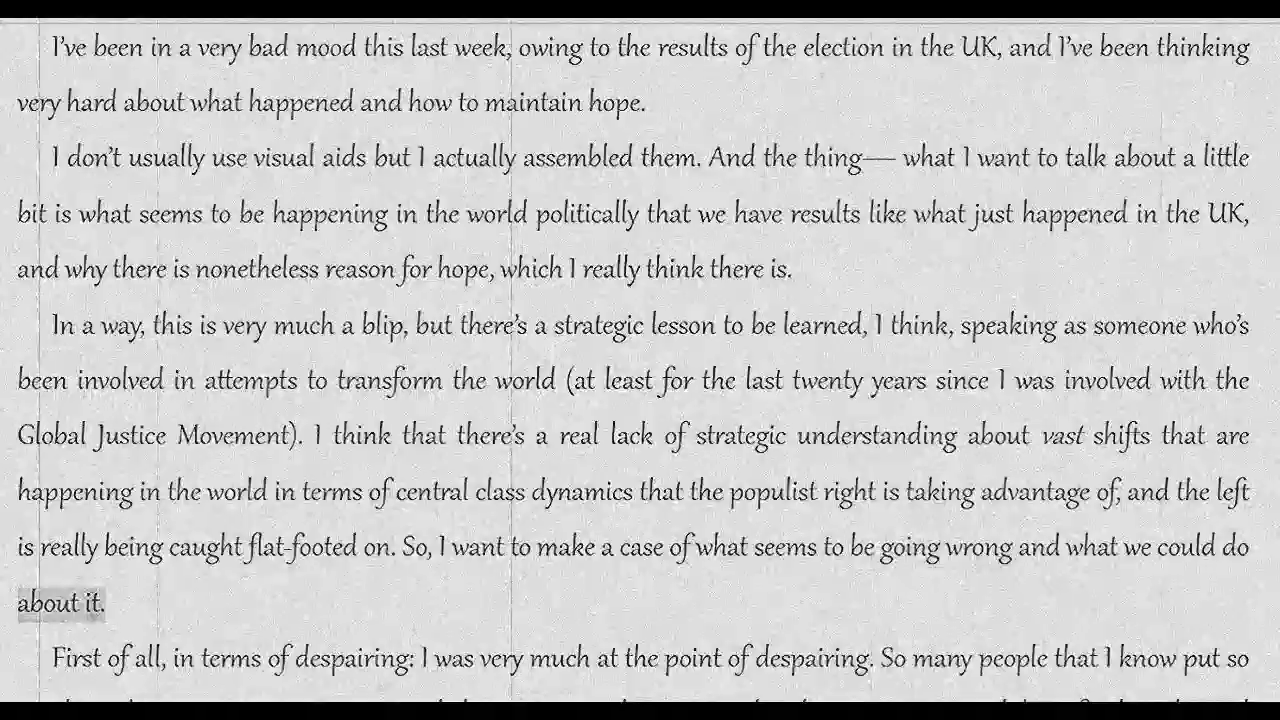 I've been in a very bad mood this last week, owing to the results of the election in the UK, and I've been thinking
very hard about what happened and how to maintain hope.
I don't usually use visual aids but I actually assembled them. And the thing— what I want to talk about a little
bit is what seems to be happening in the world politically that we have results like what just happened in the UK,
and why there is nonetheless reason for hope, which I really think there is.
In a way, this is very much a blip, but there's a strategic lesson to be learned, I think, speaking as someone who's
been involved in attempts to transform the world (at least for the last twenty years since I was involved with the
Global Justice Movement). I think that there's a real lack of strategic understanding about vast shifts that are
happening in the world in terms of central class dynamics that the populist right is taking advantage of, and the left
is really being caught flat-footed on. So, I want to make a case of what seems to be going wrong and what we could do
about it.
First of all, in terms of despairing: I was very much at the point of despairing. So many people that I know put so